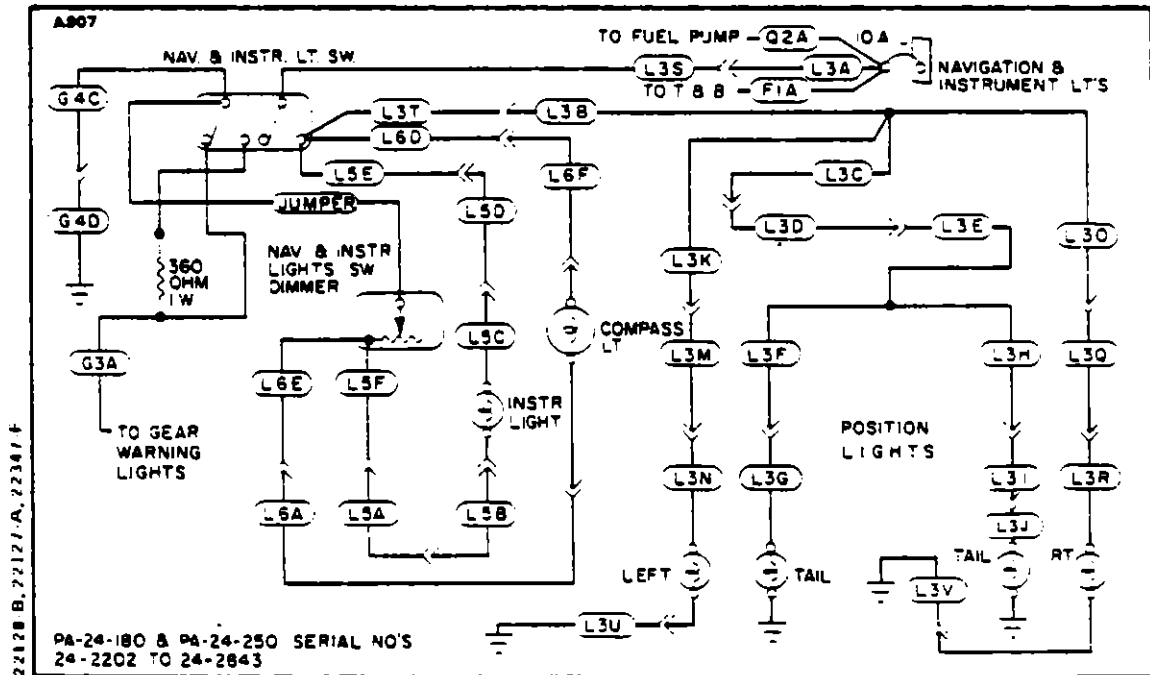 A907
TO FUEL PUMP
Q2A
10 A
NAV. & INSTR. LT. SW.
L3S
L3A
NAVIGATION &
INSTRUMENT LT'S
TO T & B
F1A
G4C
L3T
L3B
L6D
L5E
L6F
L3C
JUMPER
L5D
G4D
L3D
L3E
L3O
NAV & INSTR
LIGHTS SW
DIMMER
L3K
360
OHM
1 W
COMPASS
LT
L5C
G3A
L6E
L5F
L3M
L3F
L3H
L3Q
INSTR
LIGHT
TO GEAR
WARNING
LIGHTS
POSITION
LIGHTS
L3N
L3G
L3I
L3R
L6A
L5A
L5B
L3J
LEFT
TAIL
TAIL
RT
L3V
L3U
PA-24-180 & PA-24-250 SERIAL NO'S
24-2202 TO 24-2643